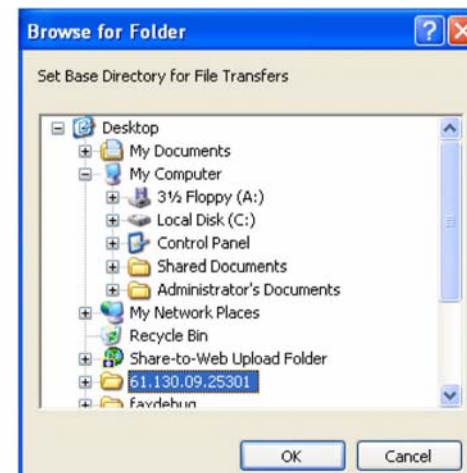 Browse for Folder
Set Base Directory for File Transfers
Desktop
My Documents
My Computer
3½ Floppy (A:)
Local Disk (C:)
Control Panel
Shared Documents
Administrator's Documents
My Network Places
Recycle Bin
Share-to-Web Upload Folder
61.130.09.25301
faxdebug
OK Cancel